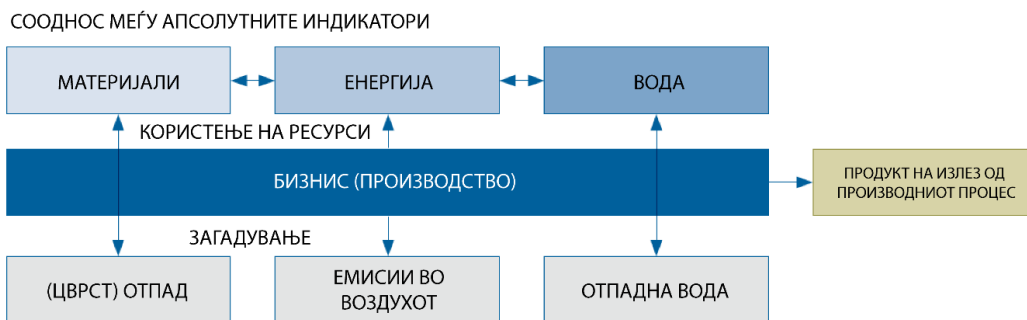 СООДНОС МЕЃУ АПСОЛУТНИТЕ ИНДИКАТОРИ
МАТЕРИЈАЛИ
ЕНЕРГИЈА
ВОДА
КОРИСТЕЊЕ НА РЕСУРСИ
БИЗНИС (ПРОИЗВОДСТВО)
ПРОДУКТ НА ИЗЛЕЗ ОД
ПРОИЗВОДНИОТ ПРОЦЕС
ЗАГАДУВАЊЕ
(ЦВРСТ) ОТПАД
ЕМИСИИ ВО
ВОЗДУХОТ
ОТПАДНА ВОДА